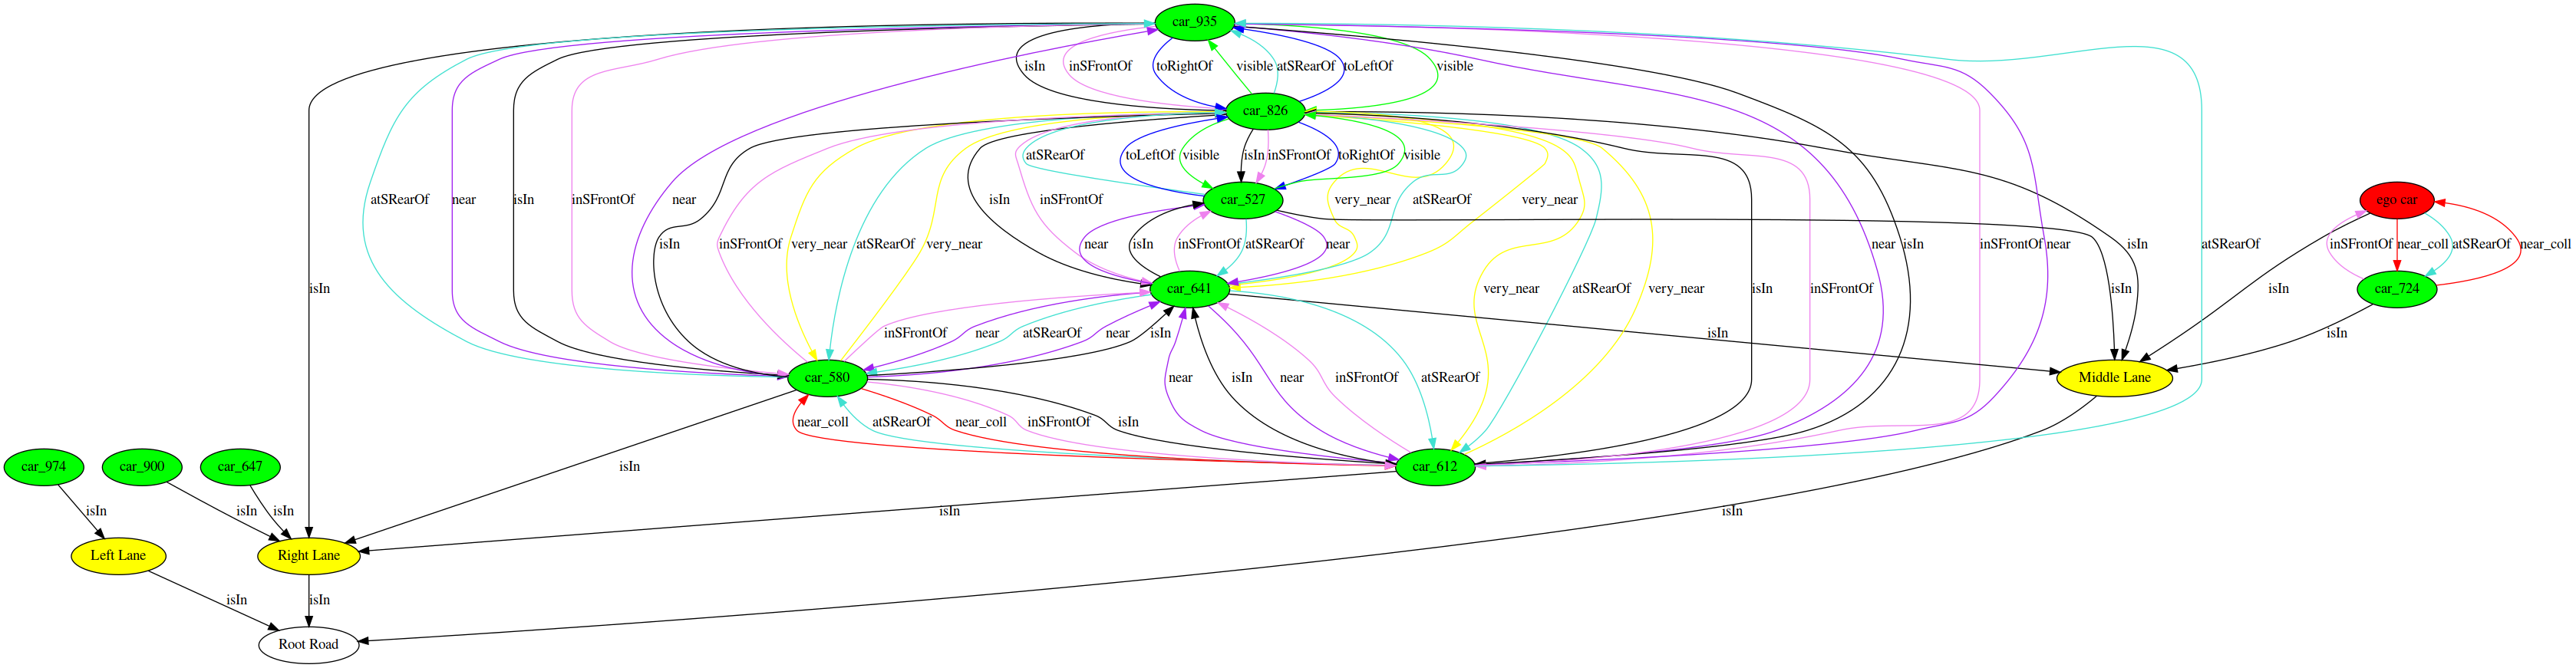 car_935
isIn inSFrontOf toRightOf visible atSRearOf toLeftOf visible
car_826
atSRearOf toLeftOf visible isIn inSFrontOf toRightOf visible
atSRearOf near isIn inSFrontOf near isIn inSFrontOf car_527 very_near atSRearOf very_near ego car
isIn inSFrontOf very_near atSRearOf very_near near isIn inSFrontOf atSRearOf near near isIn inSFrontOf near atSRearOf isIn inSFrontOf near_coll atSRearOf near_coll
isIn car_641 very_near atSRearOf very_near isIn inSFrontOf isIn isIn car_724
inSFrontOf near atSRearOf near isIn isIn isIn
car_580 near isIn near inSFrontOf atSRearOf Middle Lane
near_coll atSRearOf near_coll inSFrontOf isIn
car_974 car_900 car_647 isIn car_612
isIn isIn isIn isIn isIn
Left Lane Right Lane
isIn isIn
Root Road